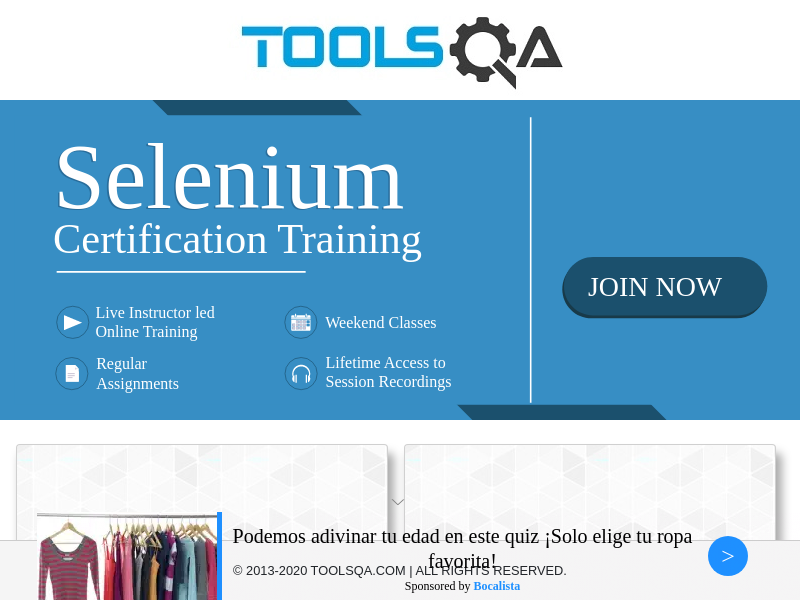 TOOLSQA
Selenium
Certification Training
JOIN NOW
Live Instructor led
Online Training
Weekend Classes
Regular
Assignments
Lifetime Access to
Session Recordings
Podemos adivinar tu edad en este quiz ¡Solo elige tu ropa
favorita!
© 2013-2020 TOOLSQA.COM | ALL RIGHTS RESERVED.
Sponsored by Bocalista
>